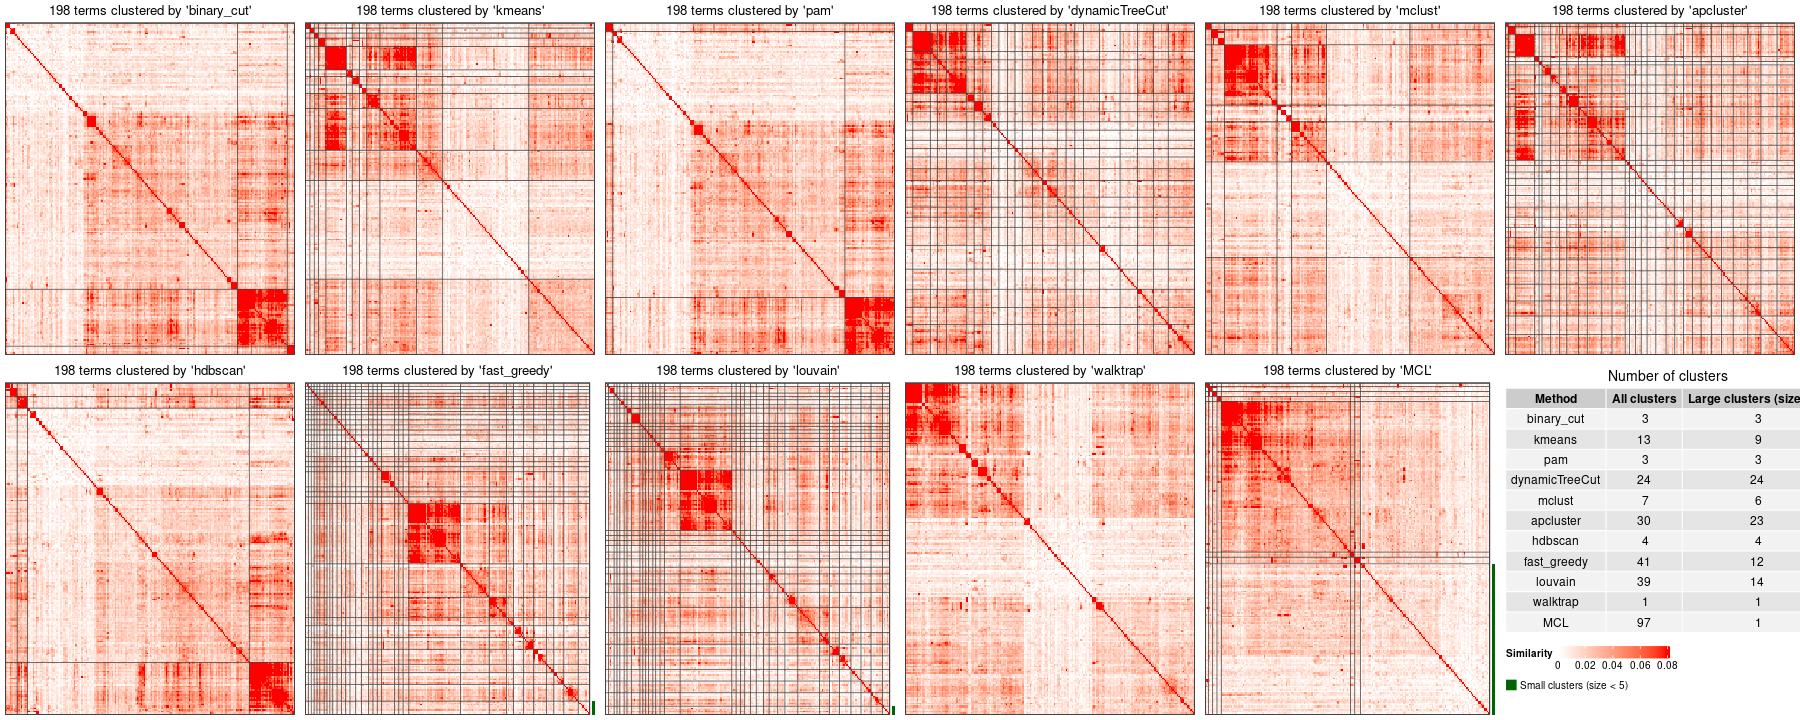 198 terms clustered by 'binary_cut'
198 terms clustered by 'kmeans'
198 terms clustered by 'pam'
198 terms clustered by 'dynamicTreeCut'
198 terms clustered by 'mclust'
198 terms clustered by 'apcluster'
198 terms clustered by 'hdbscan'
198 terms clustered by 'fast_greedy'
198 terms clustered by 'louvain'
198 terms clustered by 'walktrap'
198 terms clustered by 'MCL'
Number of clusters
Method All clusters Large clusters (size
binary_cut 3 3
kmeans 13 9
pam 3 3
dynamicTreeCut 24 24
mclust 7 6
apcluster 30 23
hdbscan 4 4
fast_greedy 41 12
louvain 39 14
walktrap 1 1
MCL 97 1
Similarity
0 0.02 0.04 0.06 0.08
Small clusters (size < 5)